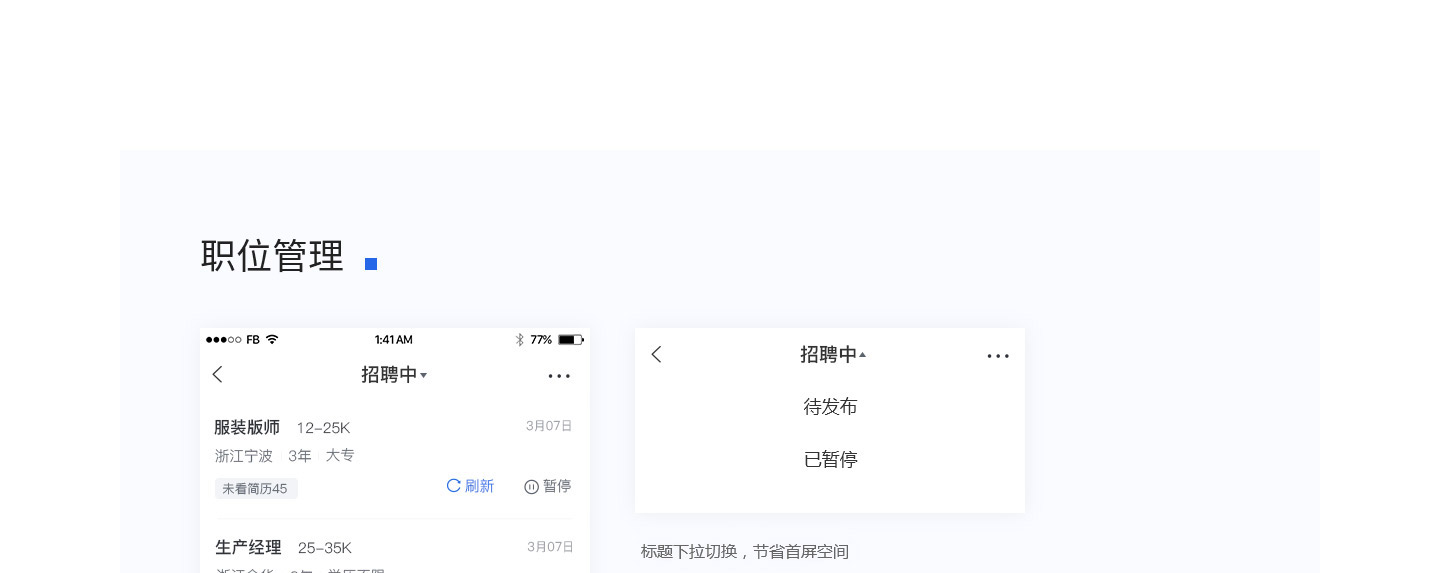 职位管理
FB 1:41 AM 77%
招聘中
服装版师 12-25K 3月07日
浙江宁波 3年 大专
未看简历45 刷新 暂停
生产经理 25-35K 3月07日
招聘中
待发布
已暂停
标题下拉切换，节省首屏空间